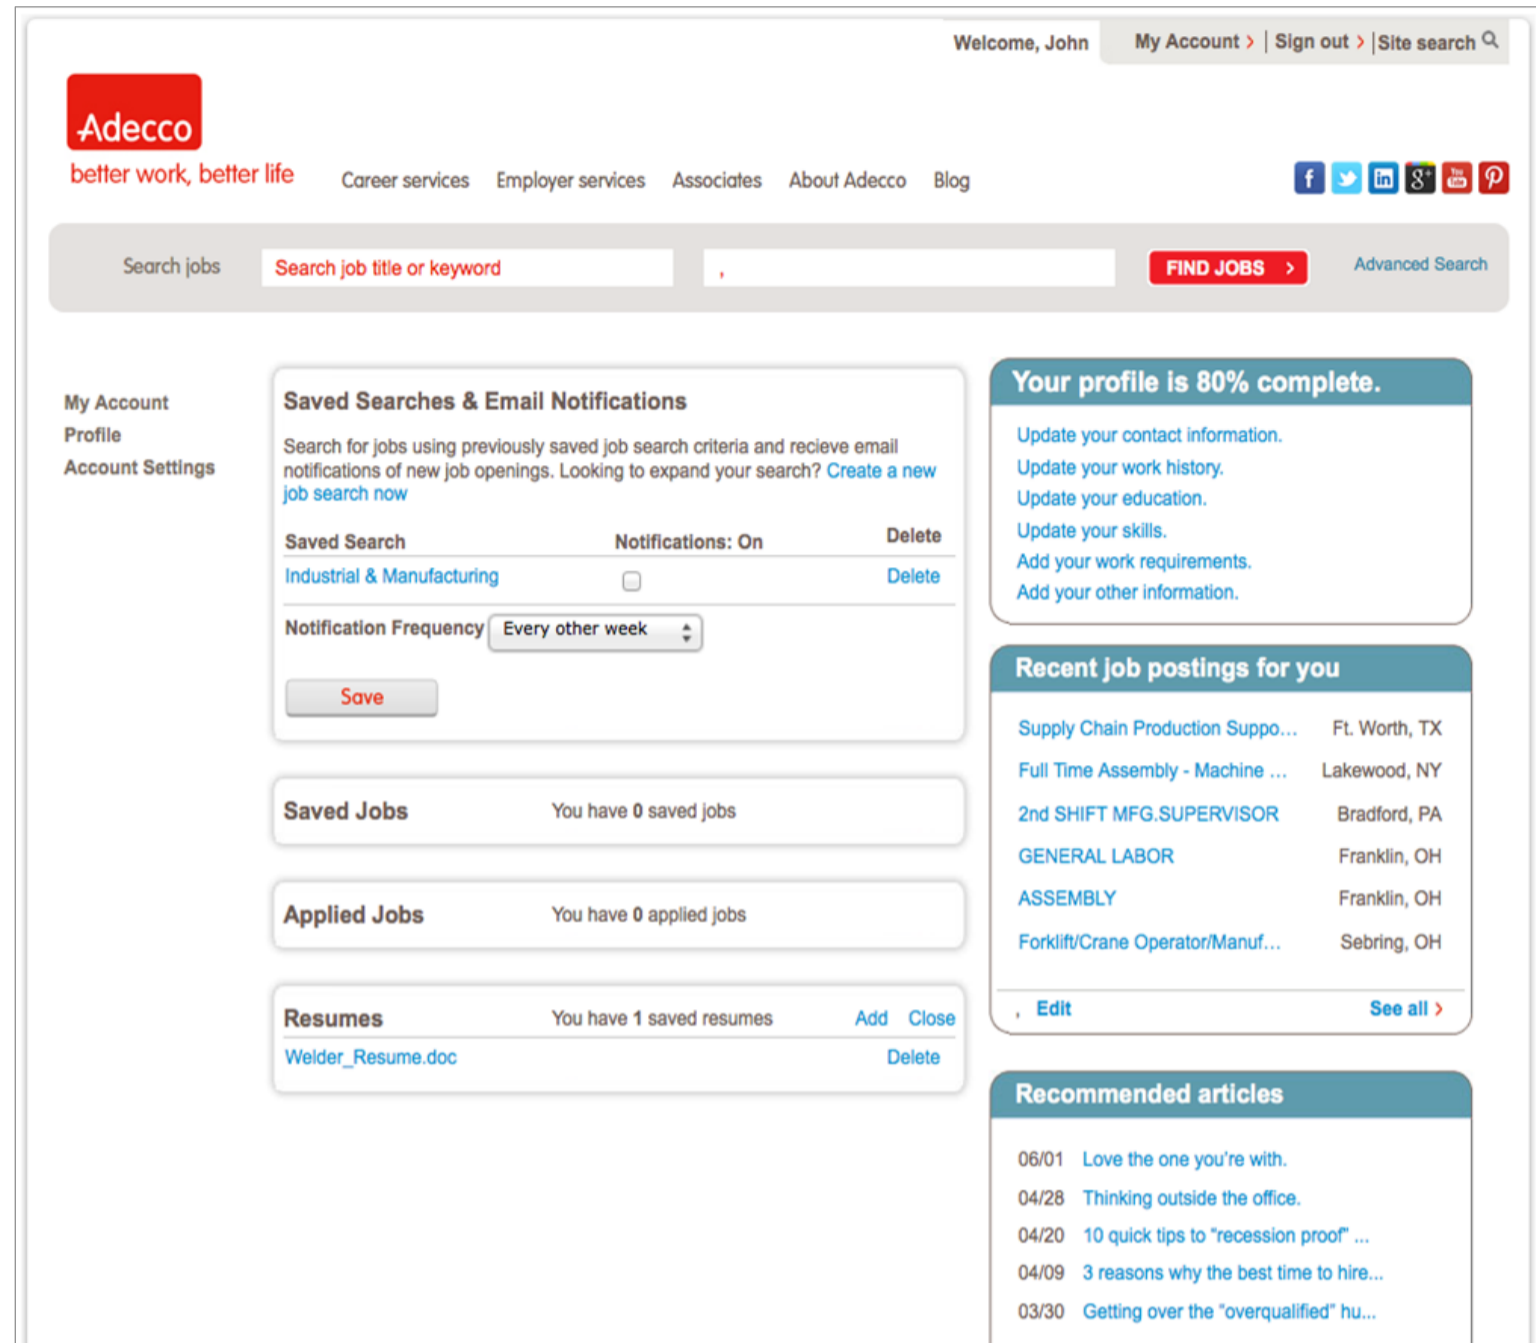 Welcome, John My Account > | Sign out > | Site search
Adecco
better work, better life
Career services Employer services Associates About Adecco Blog
f in g+ You Tube P
Search jobs Search job title or keyword , FIND JOBS > Advanced Search
My Account
Profile
Account Settings
Saved Searches & Email Notifications
Search for jobs using previously saved job search criteria and recieve email
notifications of new job openings. Looking to expand your search? Create a new
job search now
Saved Search Notifications: On Delete
Industrial & Manufacturing Delete
Notification Frequency Every other week
Save
Saved Jobs You have 0 saved jobs
Applied Jobs You have 0 applied jobs
Resumes You have 1 saved resumes Add Close
Welder_Resume.doc Delete
Your profile is 80% complete.
Update your contact information.
Update your work history.
Update your education.
Update your skills.
Add your work requirements.
Add your other information.
Recent job postings for you
Supply Chain Production Suppo... Ft. Worth, TX
Full Time Assembly - Machine ... Lakewood, NY
2nd SHIFT MFG.SUPERVISOR Bradford, PA
GENERAL LABOR Franklin, OH
ASSEMBLY Franklin, OH
Forklift/Crane Operator/Manuf... Sebring, OH
, Edit See all >
Recommended articles
06/01 Love the one you're with.
04/28 Thinking outside the office.
04/20 10 quick tips to "recession proof" ...
04/09 3 reasons why the best time to hire...
03/30 Getting over the "overqualified" hu...